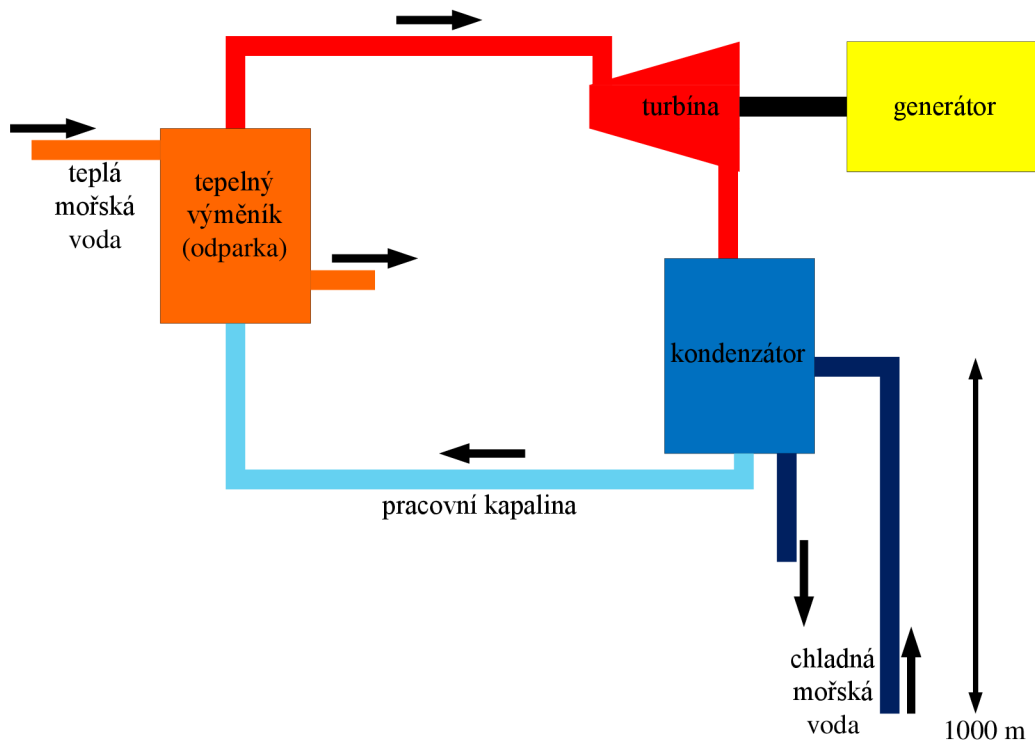 turbína
generátor
teplá
mořská
voda
tepelný
výměník
(odparka)
kondenzátor
pracovní kapalina
chladná
mořská
voda
1000 m